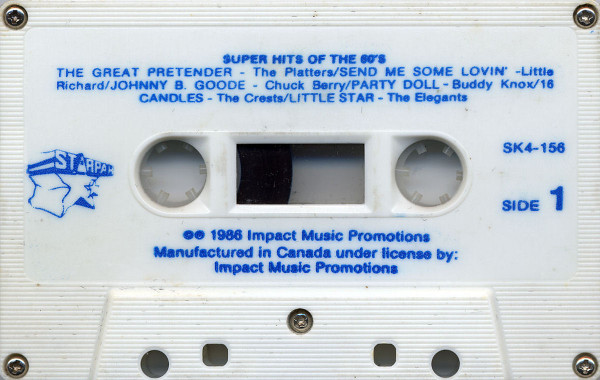 SUPER HITS OF THE 60'S
THE GREAT PRETENDER - The Platters/SEND ME SOME LOVIN' -Little
Richard/JOHNNY B. GOODE - Chuck Berry/PARTY DOLL - Buddy Knox/16
CANDLES - The Crests/LITTLE STAR - The Elegants
STARPAK
SK4-156
SIDE 1
℗© 1986 Impact Music Promotions
Manufactured in Canada under license by:
Impact Music Promotions